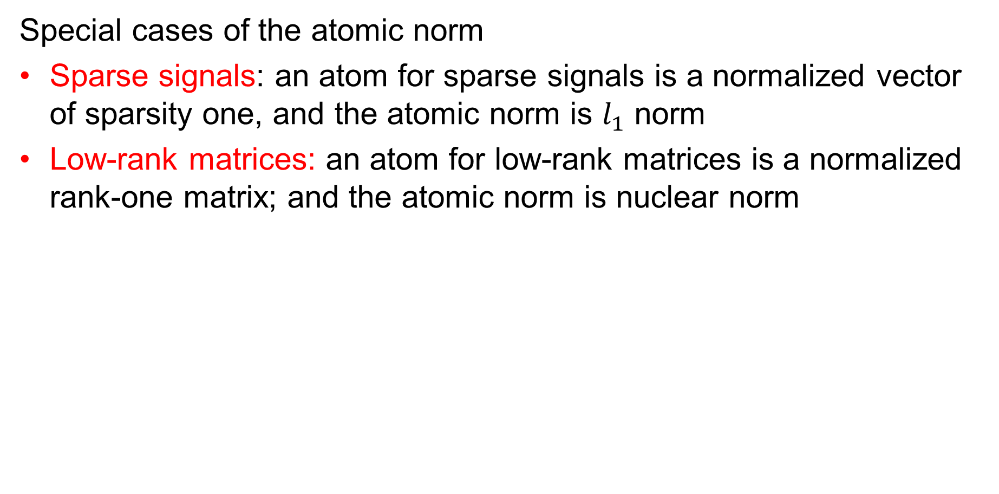 Special cases of the atomic norm
• Sparse signals: an atom for sparse signals is a normalized vector
of sparsity one, and the atomic norm is l₁ norm
• Low-rank matrices: an atom for low-rank matrices is a normalized
rank-one matrix; and the atomic norm is nuclear norm